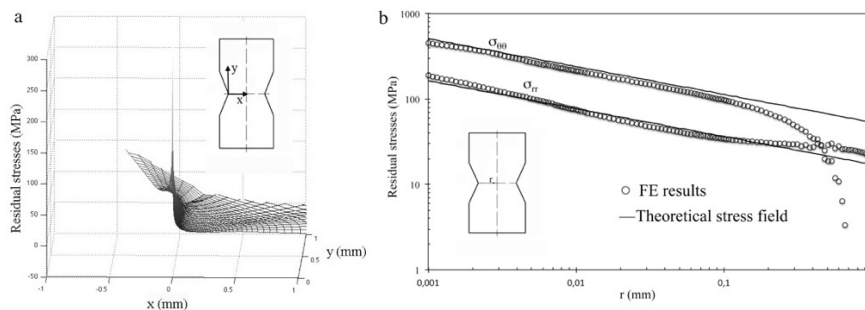 a
300
250
200
150
100
50
0
-50
Residual stresses (MPa)
y
x
-1
-0.5
0
0.5
1
x (mm)
0
0.5
1
y (mm)
b
1000
100
10
1
Residual stresses (MPa)
σθθ
σrr
r
FE results
Theoretical stress field
0,001
0,01
0,1
r (mm)